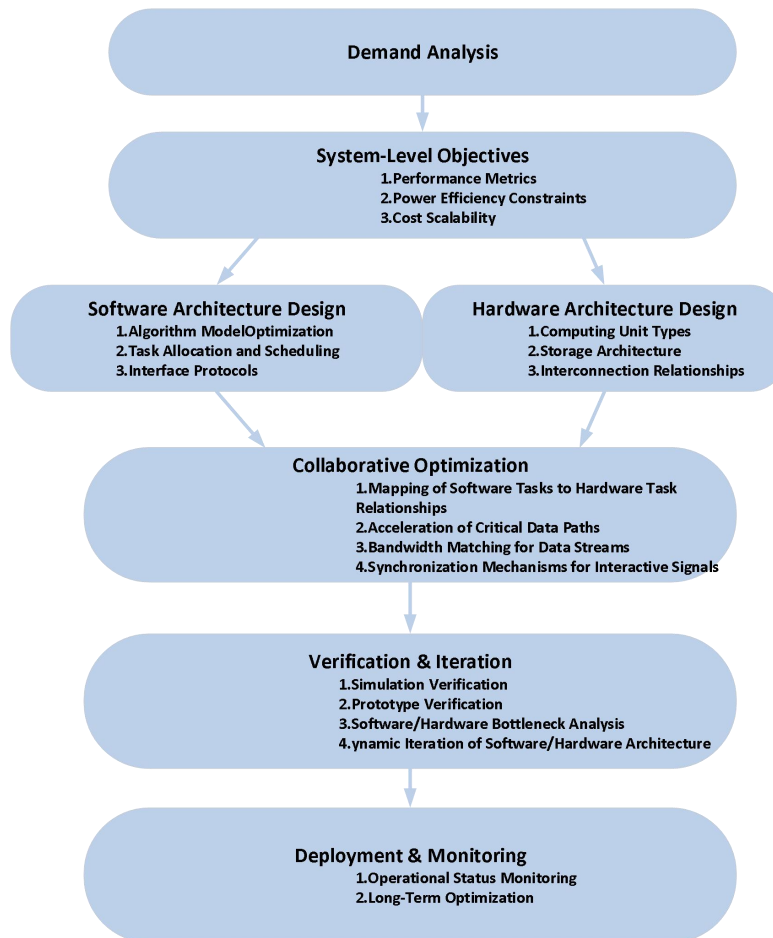 Demand Analysis
System-Level Objectives
1.Performance Metrics
2.Power Efficiency Constraints
3.Cost Scalability
Software Architecture Design
1.Algorithm ModelOptimization
2.Task Allocation and Scheduling
3.Interface Protocols
Hardware Architecture Design
1.Computing Unit Types
2.Storage Architecture
3.Interconnection Relationships
Collaborative Optimization
1.Mapping of Software Tasks to Hardware Task
Relationships
2.Acceleration of Critical Data Paths
3.Bandwidth Matching for Data Streams
4.Synchronization Mechanisms for Interactive Signals
Verification & Iteration
1.Simulation Verification
2.Prototype Verification
3.Software/Hardware Bottleneck Analysis
4.ynamic Iteration of Software/Hardware Architecture
Deployment & Monitoring
1.Operational Status Monitoring
2.Long-Term Optimization